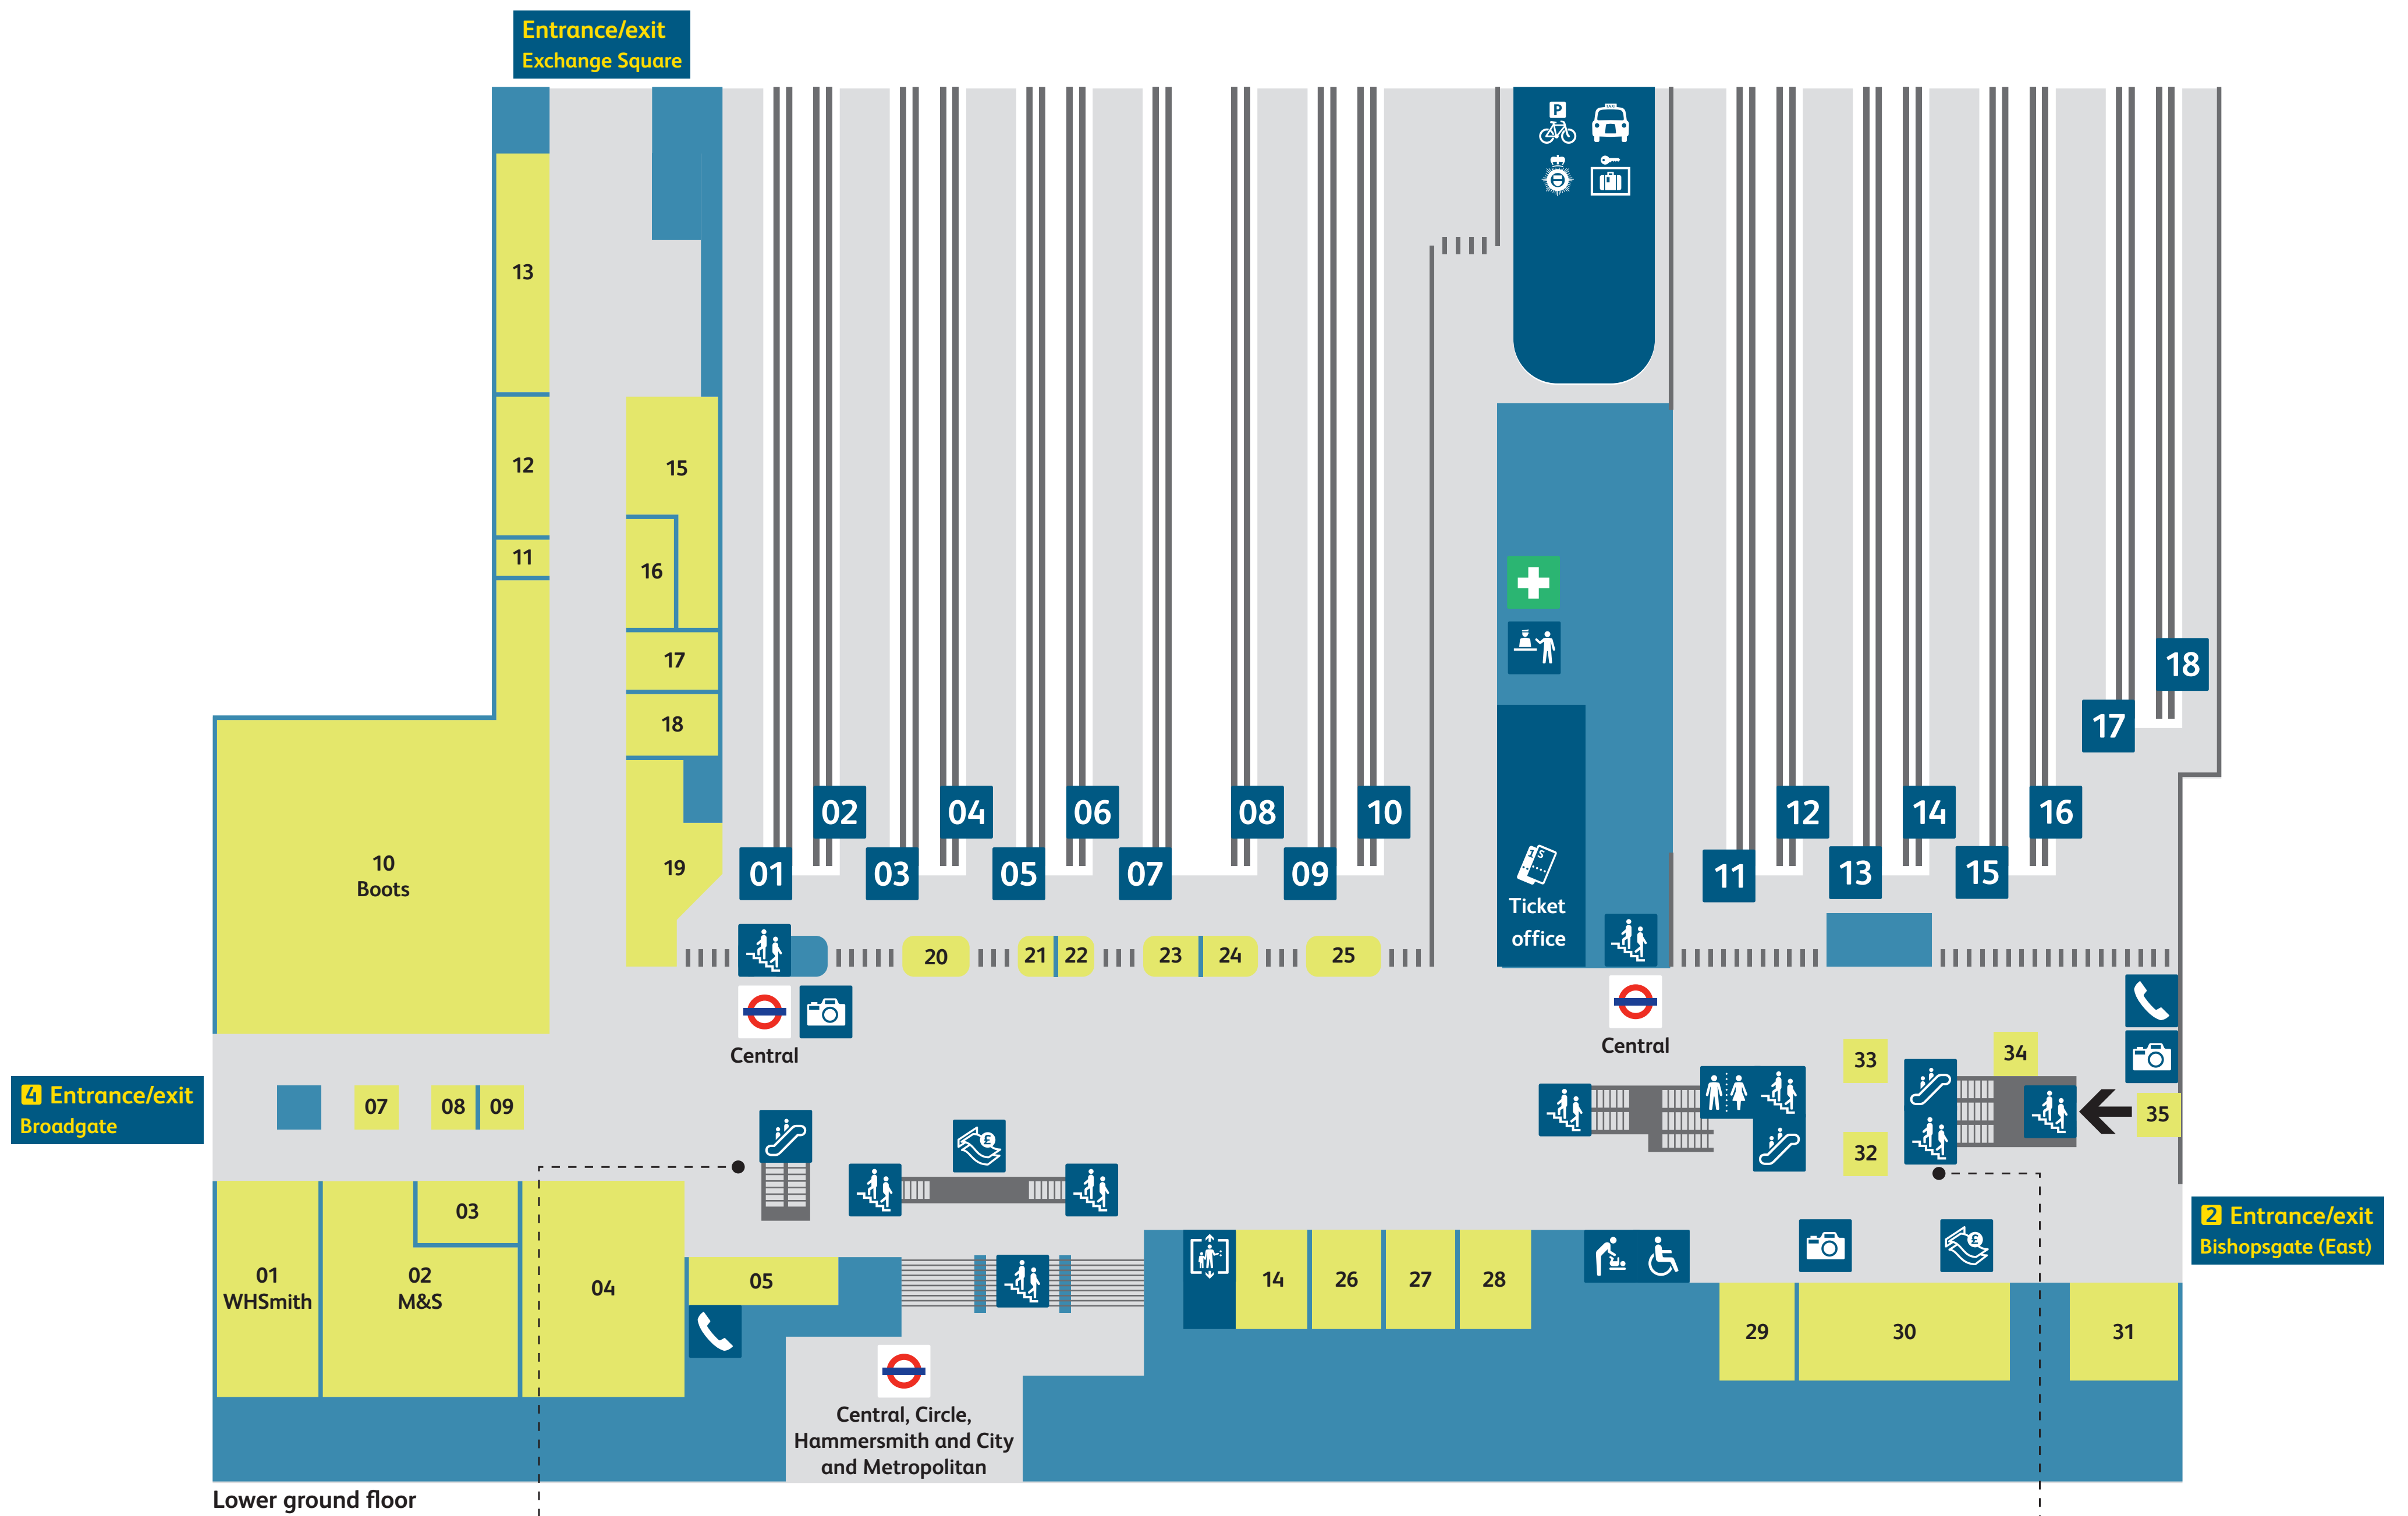 Entrance/exit
Exchange Square
P
TAXI
13
12
11
15
16
17
18
19
10
Boots
18
17
02
04
06
08
10
12
14
16
01
03
05
07
09
11
13
15
Ticket
office
20
21
22
23
24
25
Central
Central
33
34
35
32
4 Entrance/exit
Broadgate
07
08
09
£
03
01
WHSmith
02
M&S
04
05
14
26
27
28
2 Entrance/exit
Bishopsgate (East)
£
29
30
31
Central, Circle,
Hammersmith and City
and Metropolitan
Lower ground floor